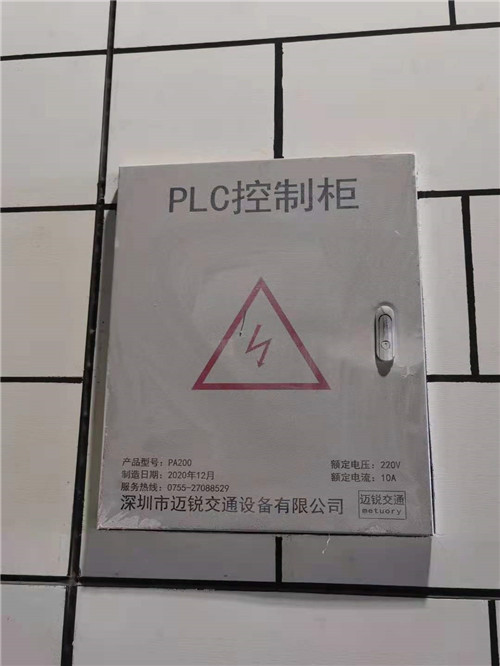 PLC控制柜
产品型号：PA200
额定电压：220V
制造日期：2020年12月
额定电流：10A
服务热线：0755-27088529
深圳市迈锐交通设备有限公司
迈锐交通
metuory